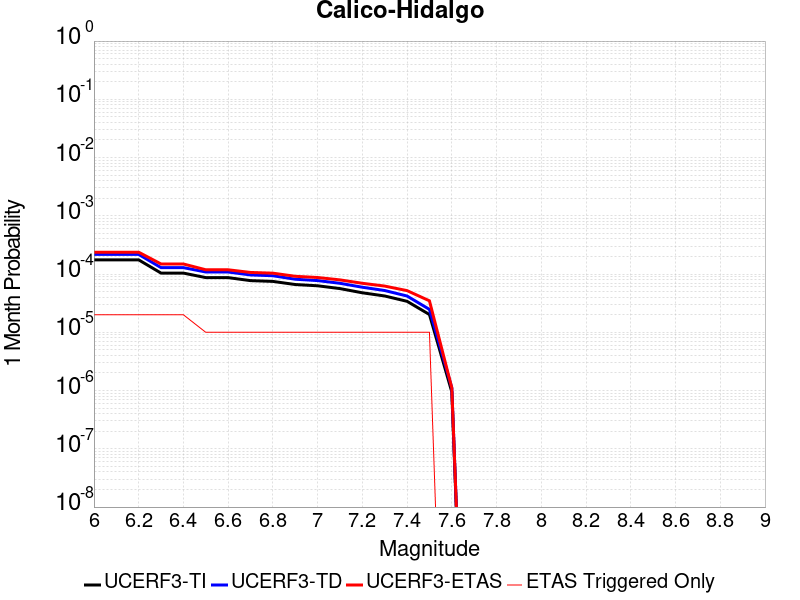 Calico-Hidalgo
10^0
10^-1
10^-2
10^-3
10^-4
10^-5
10^-6
10^-7
10^-8
1 Month Probability
6 6.2 6.4 6.6 6.8 7 7.2 7.4 7.6 7.8 8 8.2 8.4 8.6 8.8 9
Magnitude
UCERF3-TI UCERF3-TD UCERF3-ETAS ETAS Triggered Only